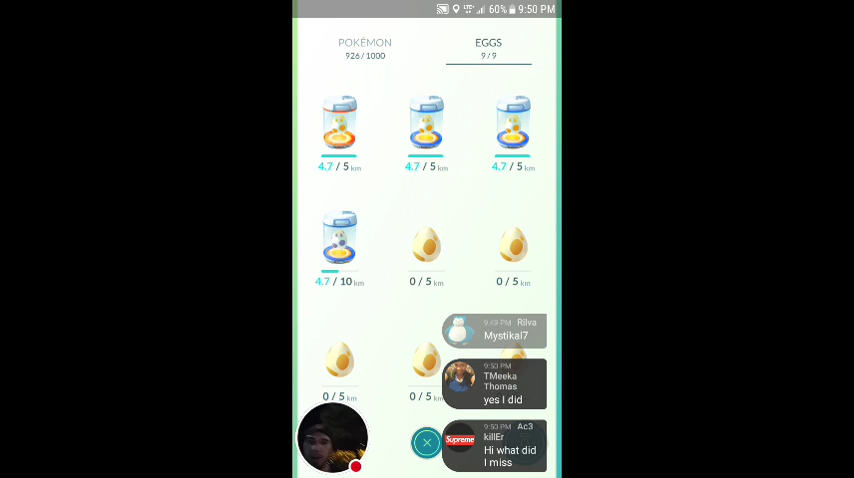 LTE 60% 9:50 PM
POKÉMON
926 / 1000
EGGS
9 / 9
4.7 / 5 km
4.7 / 5 km
4.7 / 5 km
4.7 / 10 km
0 / 5 km
0 / 5 km
0 / 5 km
0 / 5
9:49 PM Rilva
Mystikal7
9:50 PM
TMeeka
Thomas
yes I did
Supreme
9:50 PM Ac3
killEr
Hi what did
I miss